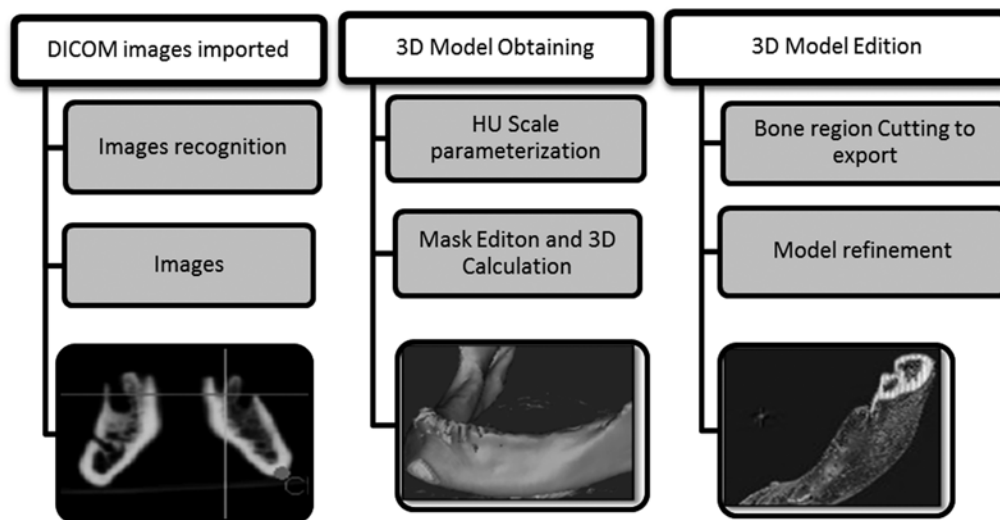 DICOM images imported
Images recognition
Images
3D Model Obtaining
HU Scale
parameterization
Mask Editon and 3D
Calculation
3D Model Edition
Bone region Cutting to
export
Model refinement